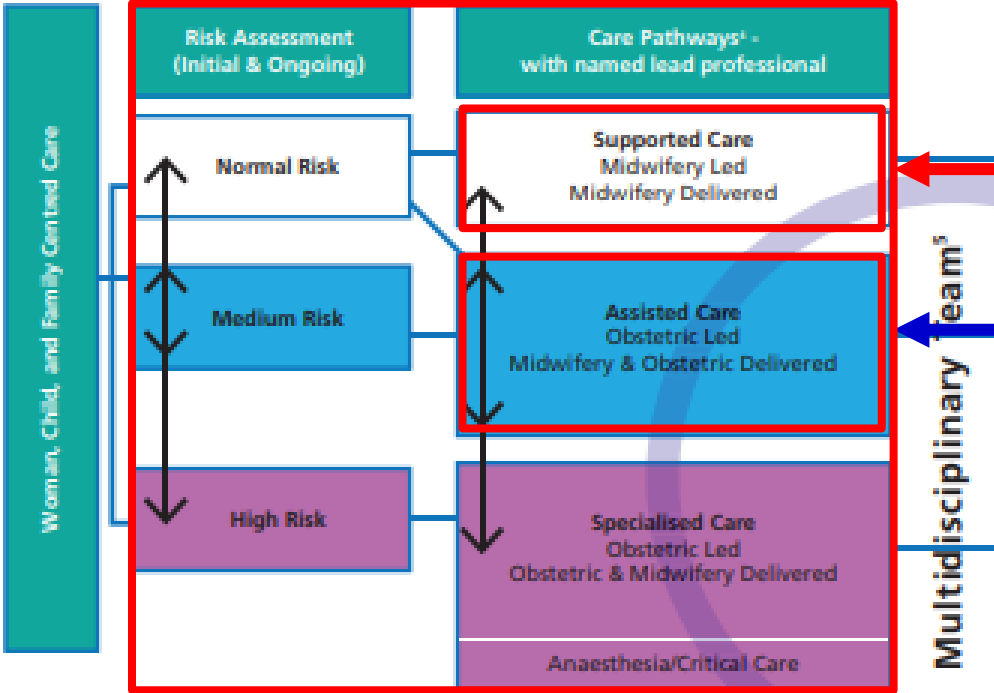 Woman, Child, and Family Centred Care
Risk Assessment
(Initial & Ongoing)
Care Pathways⁴ -
with named lead professional
Normal Risk
Supported Care
Midwifery Led
Midwifery Delivered
Medium Risk
Assisted Care
Obstetric Led
Midwifery & Obstetric Delivered
High Risk
Specialised Care
Obstetric Led
Obstetric & Midwifery Delivered
Anaesthesia/Critical Care
Multidisciplinary Team⁵